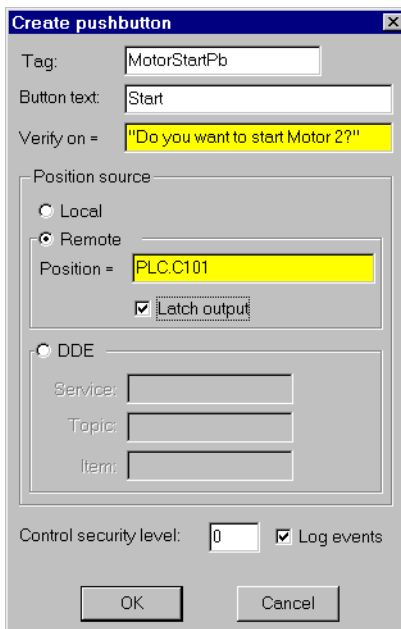 Create pushbutton
Tag: MotorStartPb
Button text: Start
Verify on = "Do you want to start Motor 2?"
Position source
Local
Remote
Position = PLC.C101
Latch output
DDE
Service:
Topic:
Item:
Control security level: 0 Log events
OK Cancel